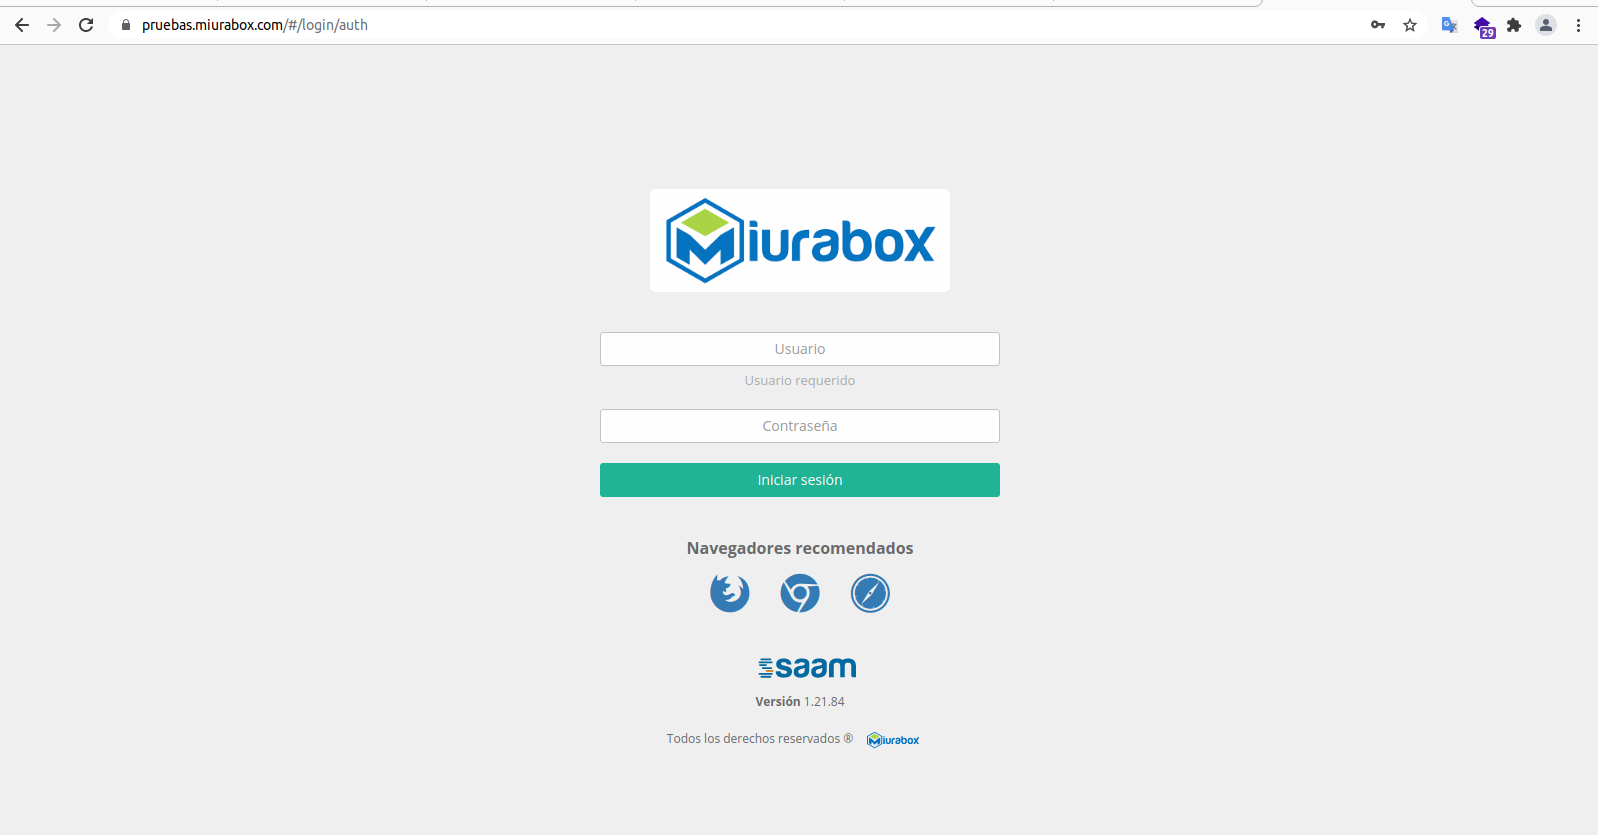 pruebas.miurabox.com/#/login/auth
29
Miurabox
Usuario
Usuario requerido
Contraseña
Iniciar sesión
Navegadores recomendados
saam
Versión 1.21.84
Todos los derechos reservados ® Miurabox